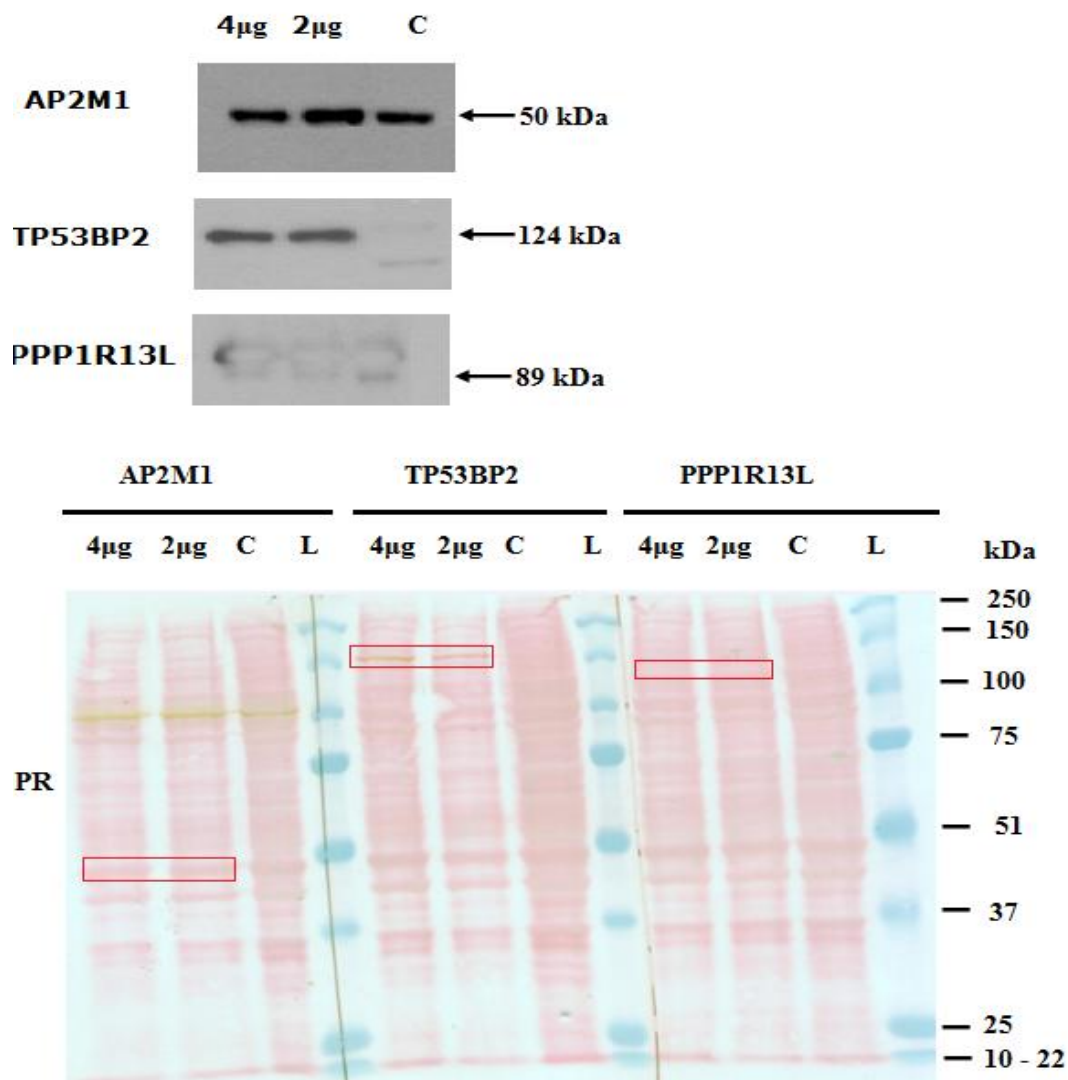 4μg 2μg C
AP2M1
50 kDa
TP53BP2
124 kDa
PPP1R13L
89 kDa
AP2M1 TP53BP2 PPP1R13L
4μg 2μg C L 4μg 2μg C L 4μg 2μg C L kDa
250
150
100
75
PR
51
37
25
10 - 22